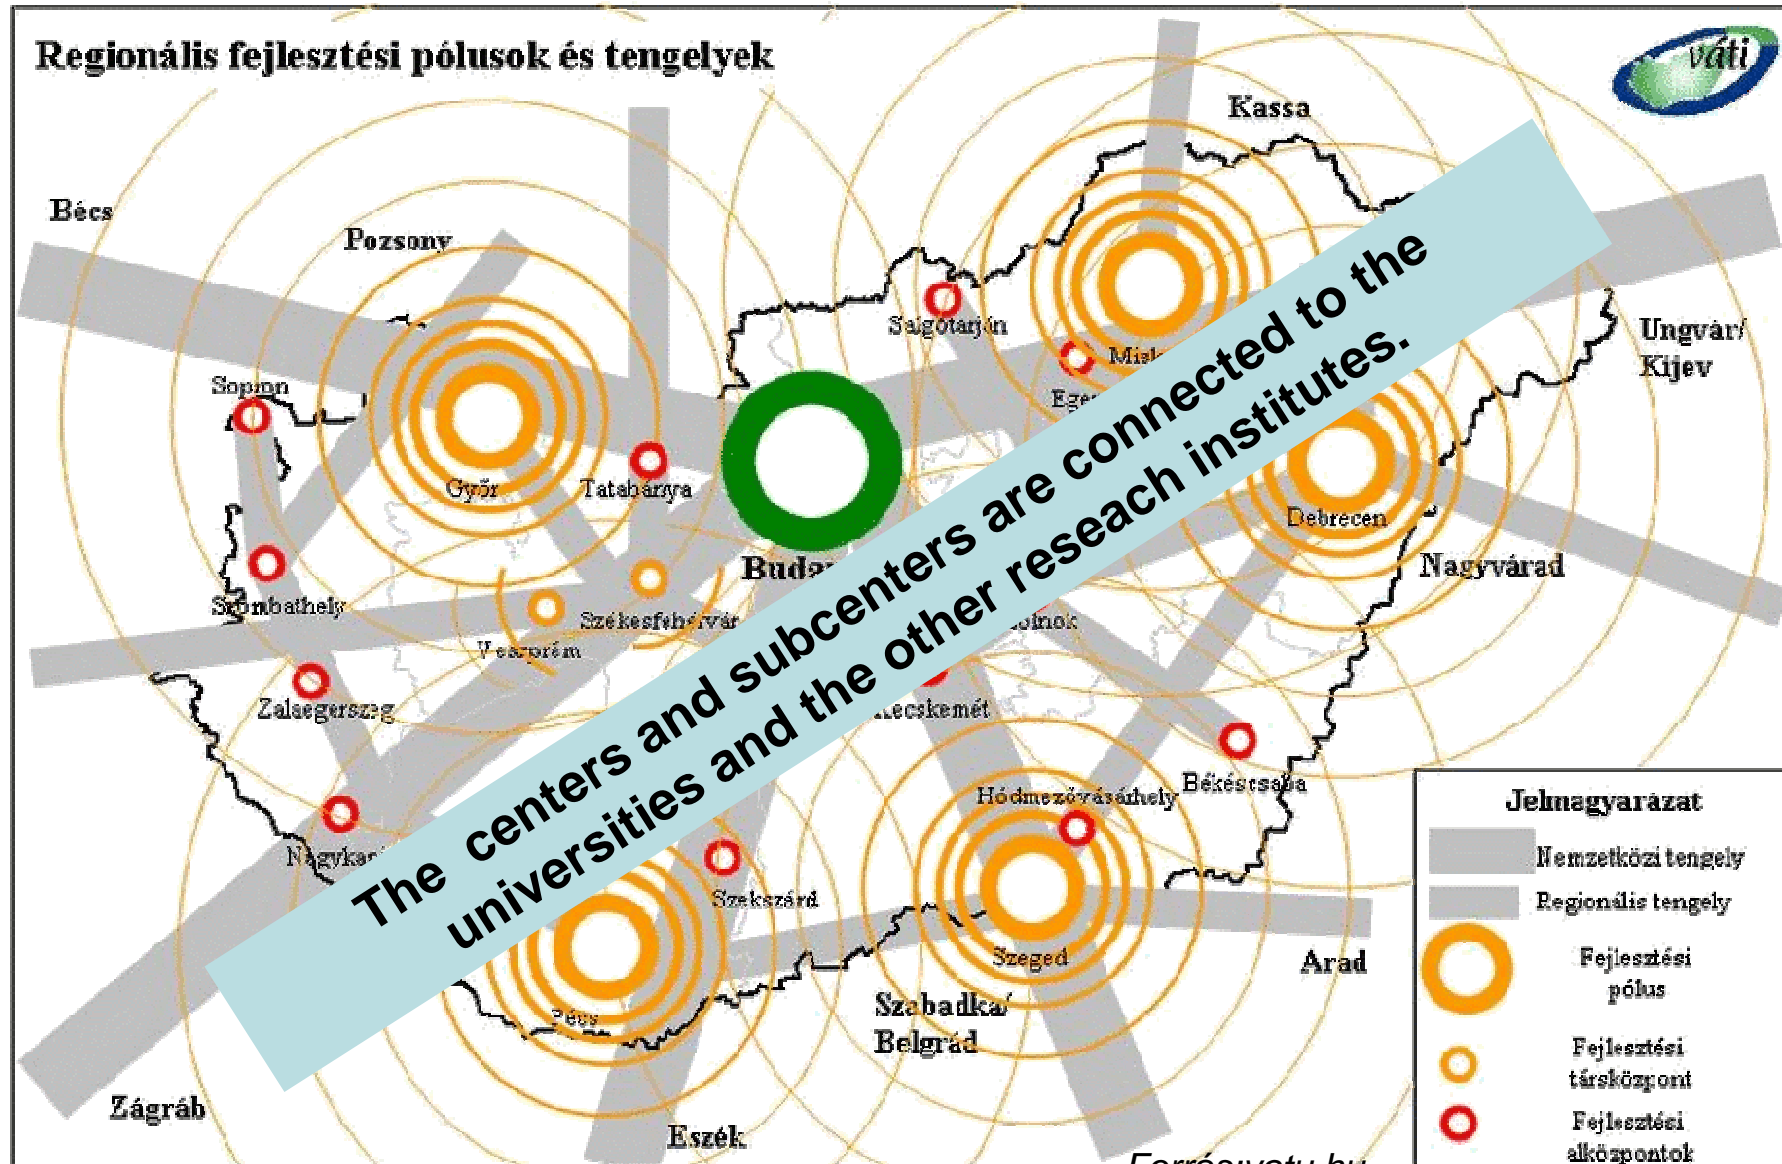 Regionális fejlesztési pólusok és tengelyek
váti
Kassa
Bécs
Pozsony
Ungvár/
Kijev
Salgótarján
Sopron
Győr
Tatabánya
Debrecen
Nagyvárad
Szombathely
Székesfehérvár
Veszprém
Zalaegerszeg
Kecskemét
Békéscsaba
Hódmezővásárhely
Szekszárd
Szeged
Arad
Pécs
Szabadka/
Belgrád
Zágráb
Eszék
The centers and subcenters are connected to the
universities and the other reseach institutes.
Jelmagyarázat
Nemzetközi tengely
Regionális tengely
Fejlesztési
pólus
Fejlesztési
társközpont
Fejlesztési
alközpontok